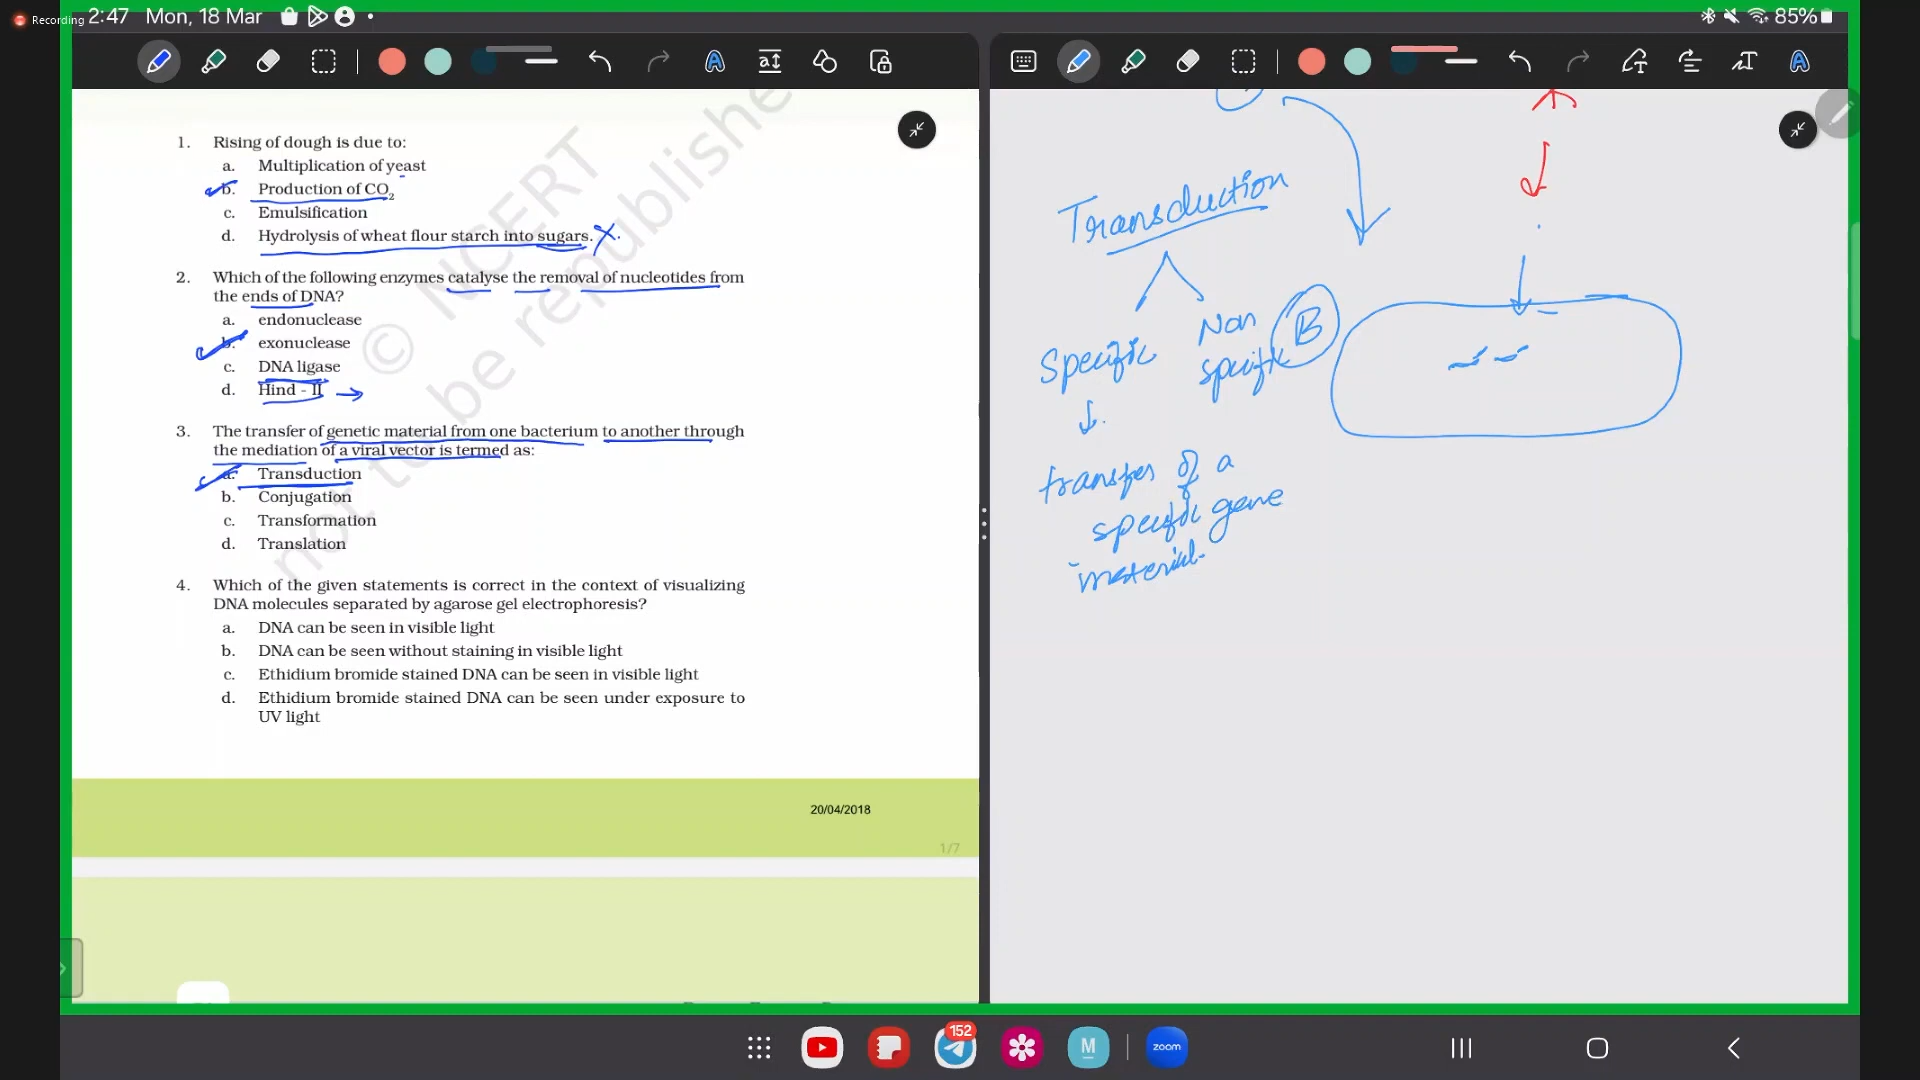 Recording 2:47 Mon, 18 Mar
85%
1. Rising of dough is due to:
a. Multiplication of yeast
b. Production of CO₂
c. Emulsification
d. Hydrolysis of wheat flour starch into sugars.
2. Which of the following enzymes catalyse the removal of nucleotides from
the ends of DNA?
a. endonuclease
b. exonuclease
c. DNA ligase
d. Hind - II
3. The transfer of genetic material from one bacterium to another through
the mediation of a viral vector is termed as:
a. Transduction
b. Conjugation
c. Transformation
d. Translation
4. Which of the given statements is correct in the context of visualizing
DNA molecules separated by agarose gel electrophoresis?
a. DNA can be seen in visible light
b. DNA can be seen without staining in visible light
c. Ethidium bromide stained DNA can be seen in visible light
d. Ethidium bromide stained DNA can be seen under exposure to
UV light
© NCERT
not to be republishe
20/04/2018
1/7
Transduction
Specific
Non
specific
B
transfer of a
specific gene
material.
152
M
zoom